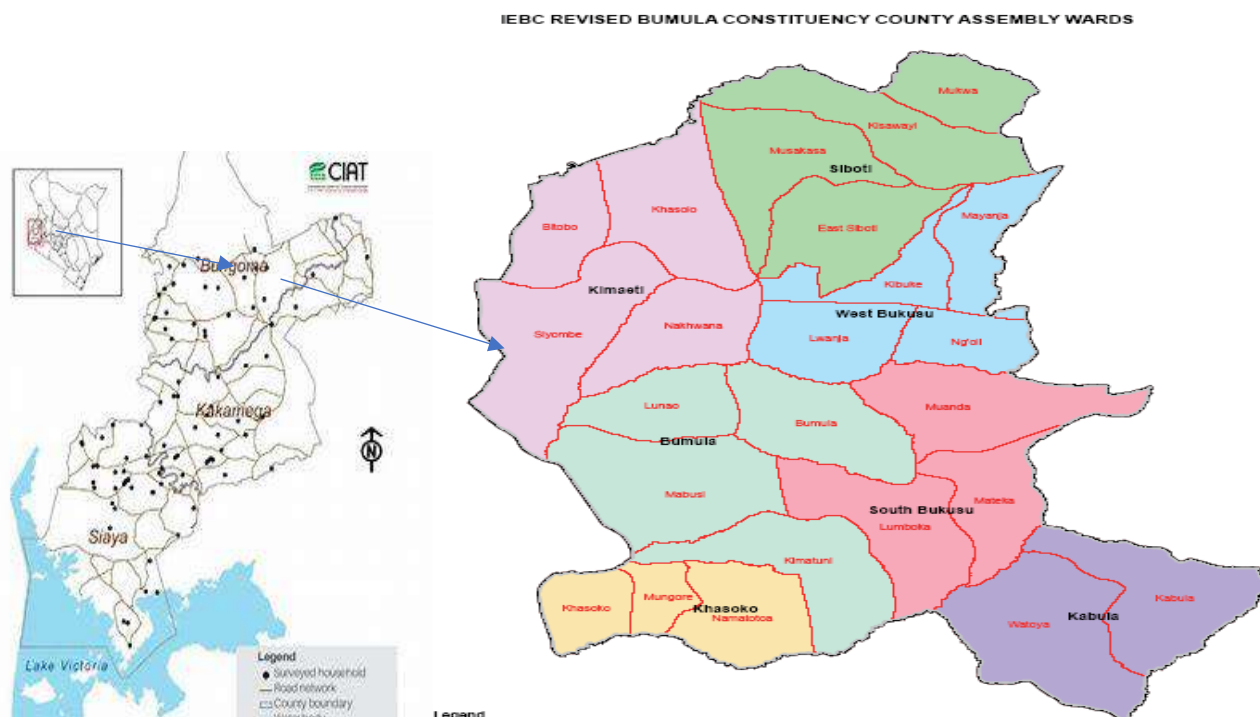 IEBC REVISED BUMULA CONSTITUENCY COUNTY ASSEMBLY WARDS
Mukwa
Kisawayi
Musakasa
Siboti
East Siboti
Mayanja
Kibuke
West Bukusu
Lwanja
Ng'oli
Khasolo
Bitobo
Kimaeti
Siyombe
Nakhwana
Lunao
Bumula
Bumula
Mabusi
Kimatuni
Muanda
Mateka
South Bukusu
Lumboka
Khasoko
Mungore
Khasoko
Namatotoa
Watoya
Kabula
Kabula
CIAT
Bungoma
Kakamega
N
Siaya
Lake Victoria
Legend
Surveyed household
Road network
County boundary
Legend